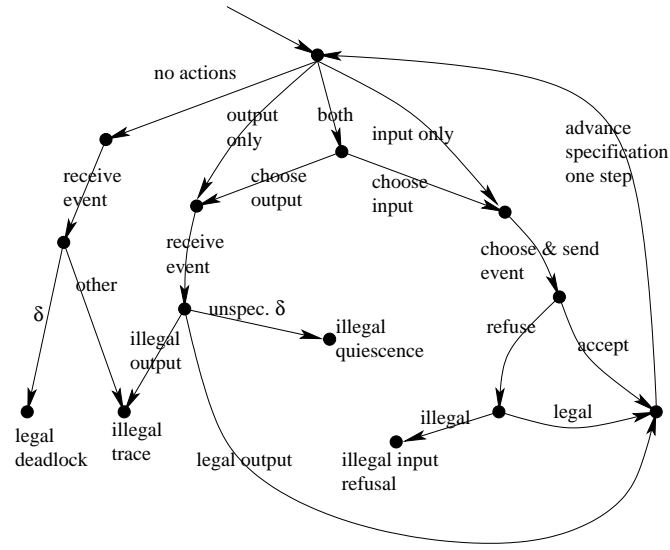 no actions
output
only
both
input only
advance
specification
one step
receive
event
choose
output
choose
input
receive
event
choose & send
event
δ
other
unspec. δ
illegal
output
illegal
quiescence
refuse
accept
legal
deadlock
illegal
trace
legal output
illegal
legal
illegal input
refusal